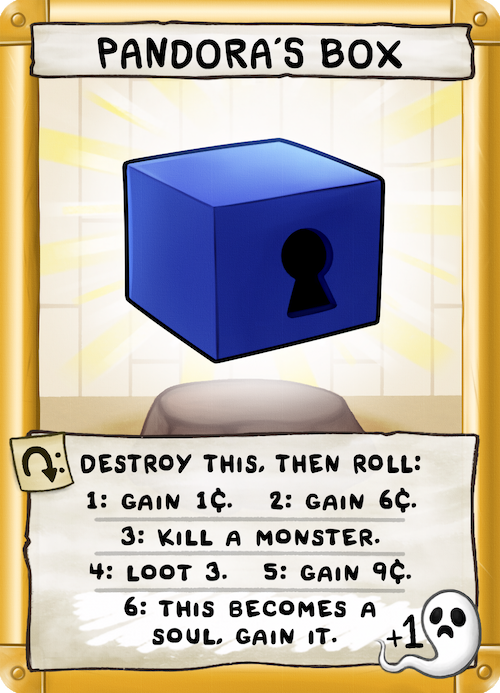 PANDORA'S BOX
: DESTROY THIS, THEN ROLL:
1: GAIN 1¢. 2: GAIN 6¢.
3: KILL A MONSTER.
4: LOOT 3. 5: GAIN 9¢.
6: THIS BECOMES A
SOUL. GAIN IT.
+1